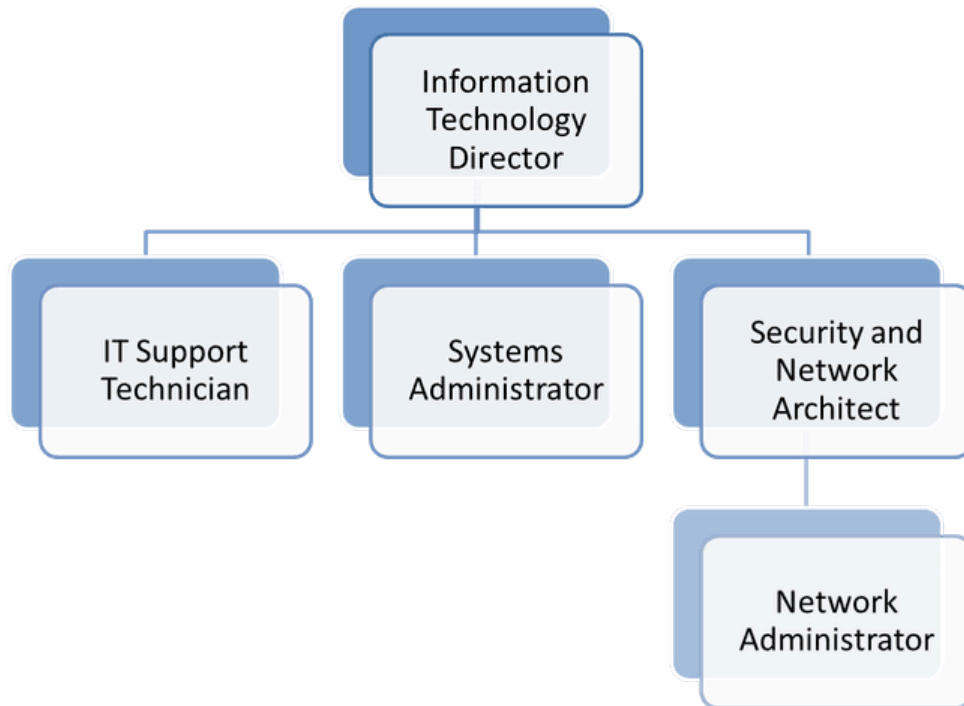 Information
Technology
Director
IT Support
Technician
Systems
Administrator
Security and
Network
Architect
Network
Administrator